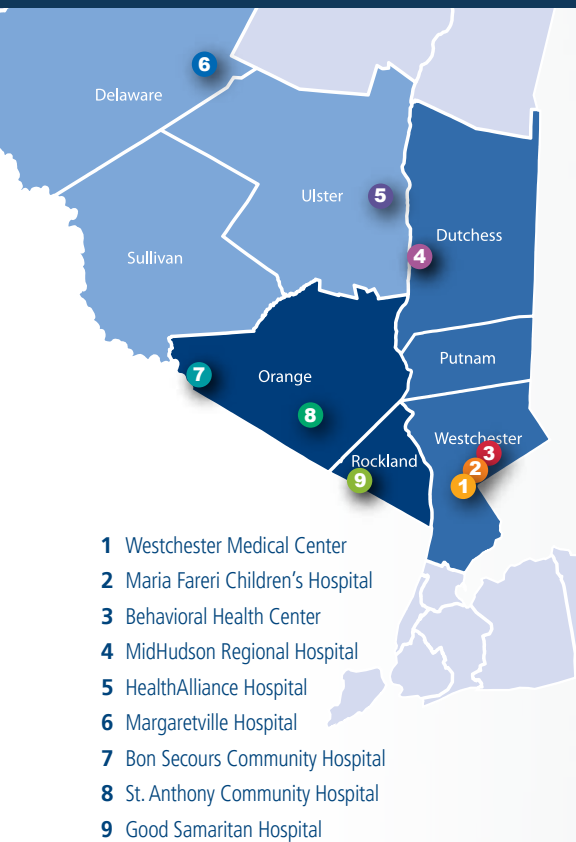 6
Delaware
Ulster
5
Dutchess
4
Sullivan
Putnam
7
Orange
8
Westchester
3
Rockland
2
9
1
1 Westchester Medical Center
2 Maria Fareri Children's Hospital
3 Behavioral Health Center
4 MidHudson Regional Hospital
5 HealthAlliance Hospital
6 Margaretville Hospital
7 Bon Secours Community Hospital
8 St. Anthony Community Hospital
9 Good Samaritan Hospital